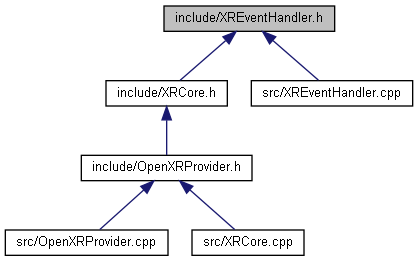 include/XREventHandler.h
include/XRCore.h
src/XREventHandler.cpp
include/OpenXRProvider.h
src/OpenXRProvider.cpp
src/XRCore.cpp